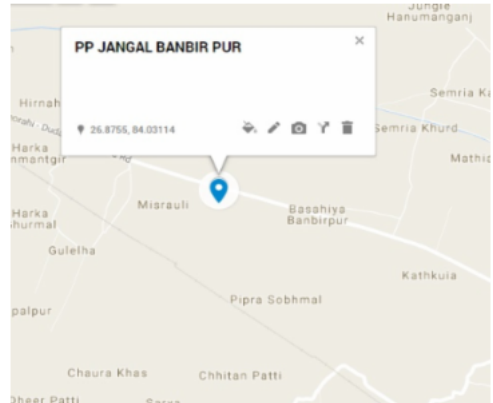 Jungle
Hanumanganj
PP JANGAL BANBIR PUR
Semria
Hirnah
26.8755, 84.03114
Semria Khurd
Harka
Rd
Mathia
Misrauli
Basahiya
Banbirpur
Harka
Gulelha
Kathkuia
Pipra Sobhmal
palpur
Chaura Khas
Chhitan Patti
Dheer Patti